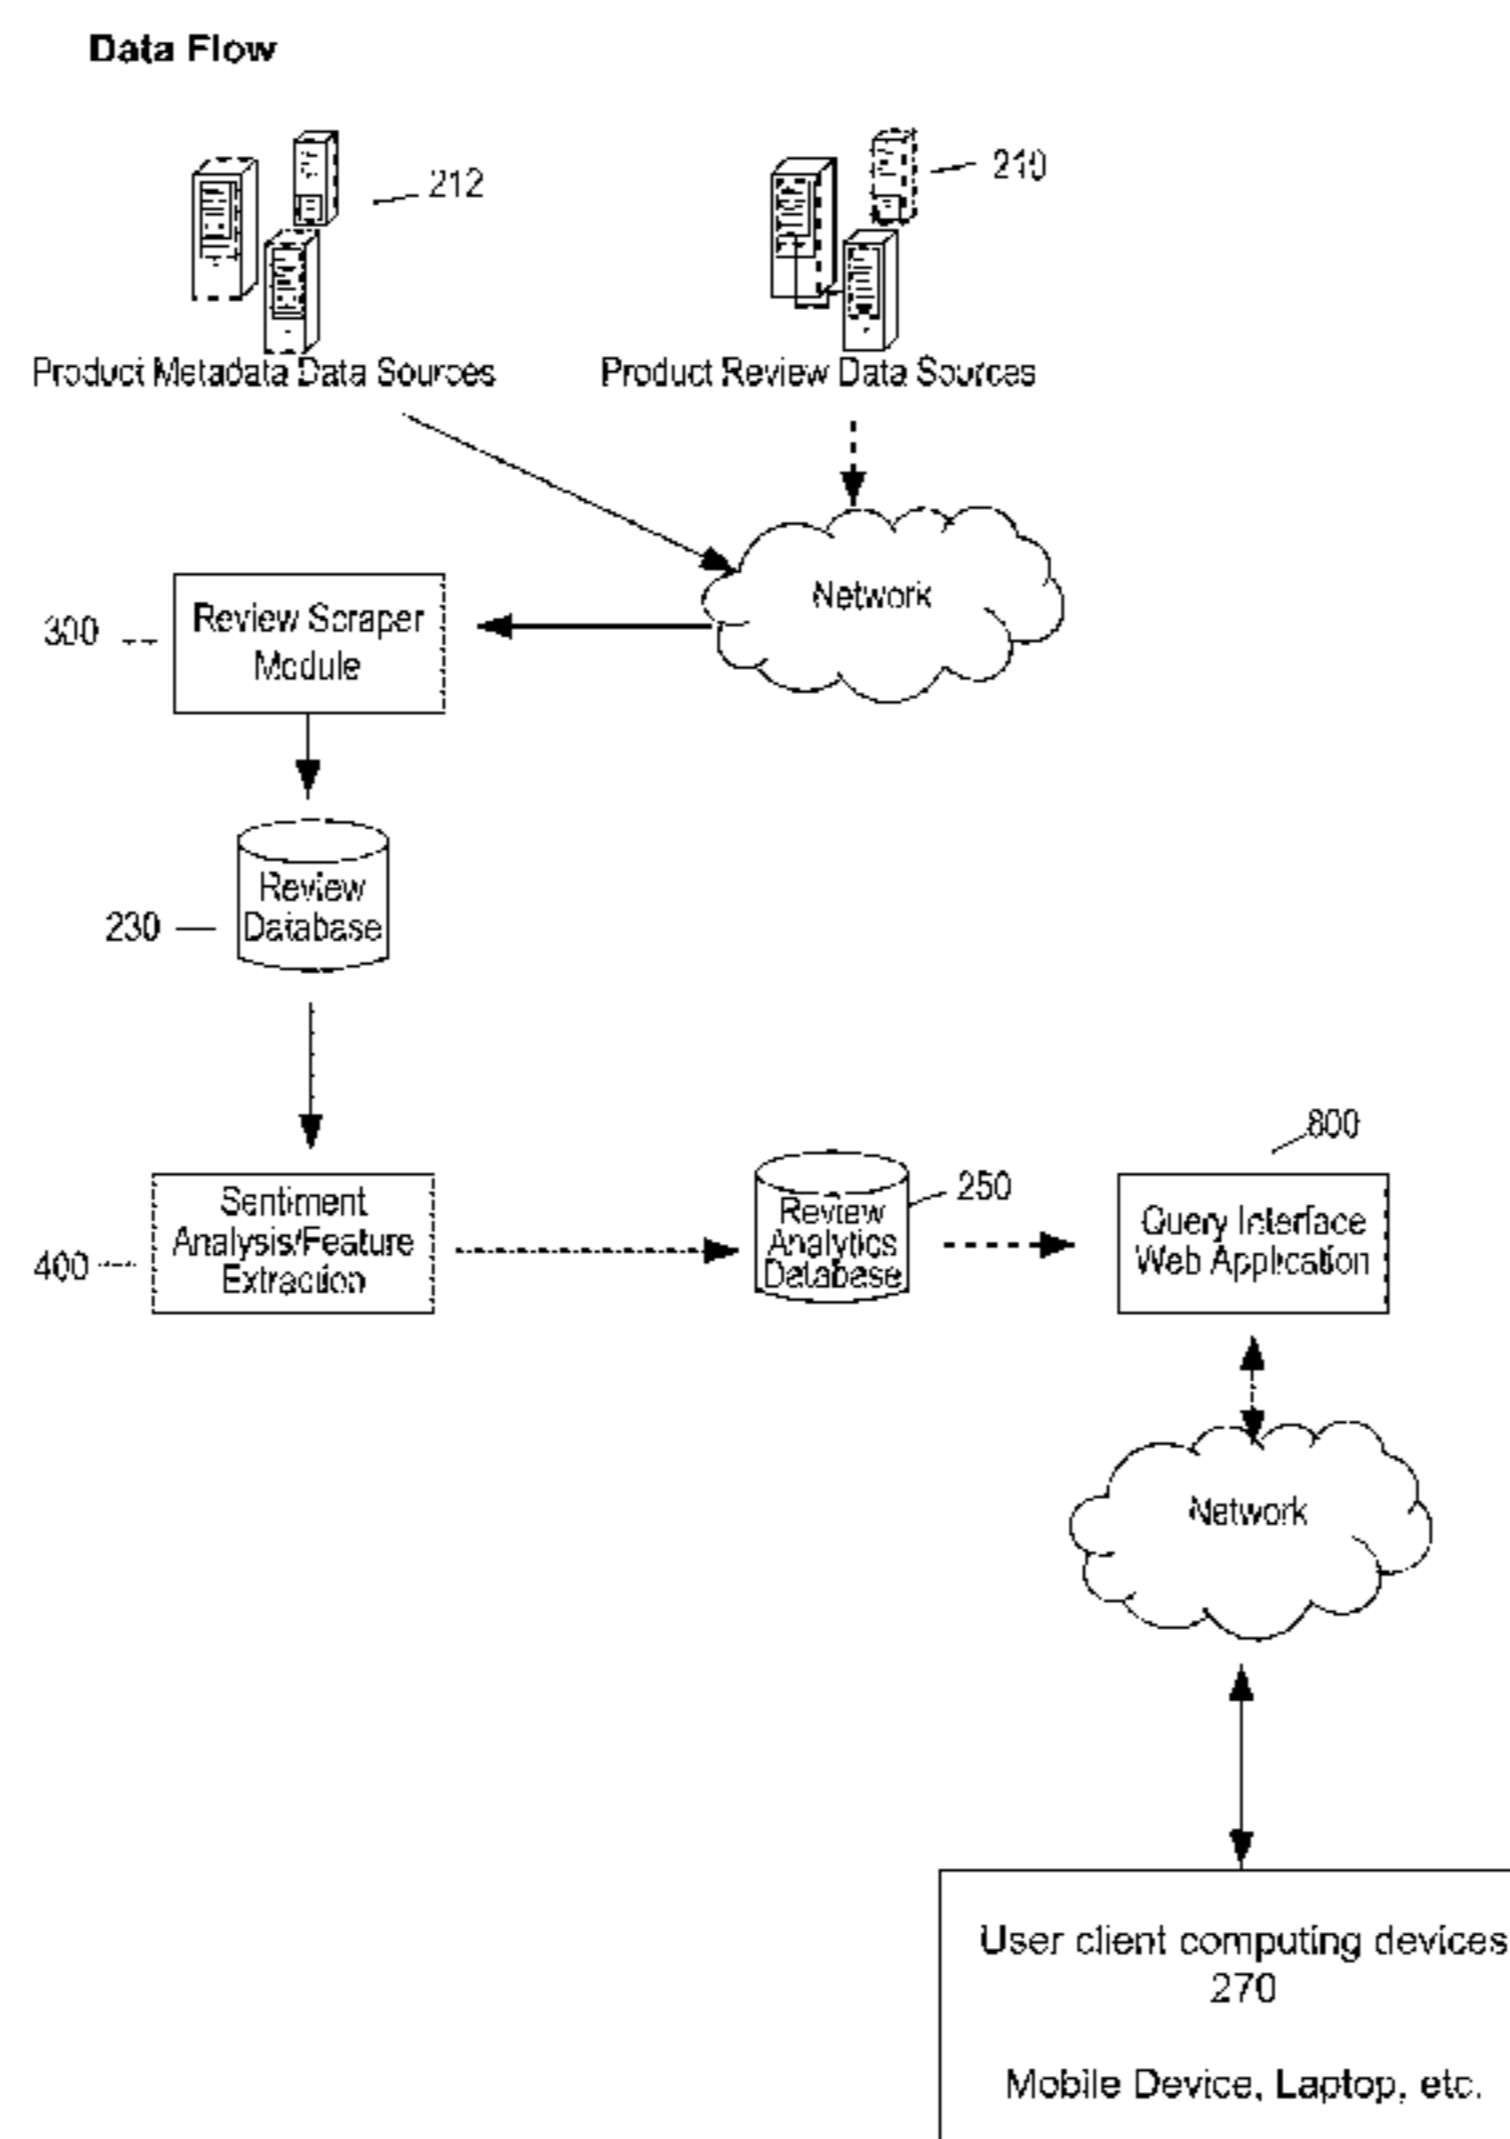 Data Flow
212
210
Product Metadata Data Sources
Product Review Data Sources
Network
300
Review Scraper
Module
230
Review
Database
400
Sentiment
Analysis/Feature
Extraction
250
Review
Analytics
Database
800
Query Interface
Web Application
Network
User client computing devices
270
Mobile Device, Laptop, etc.